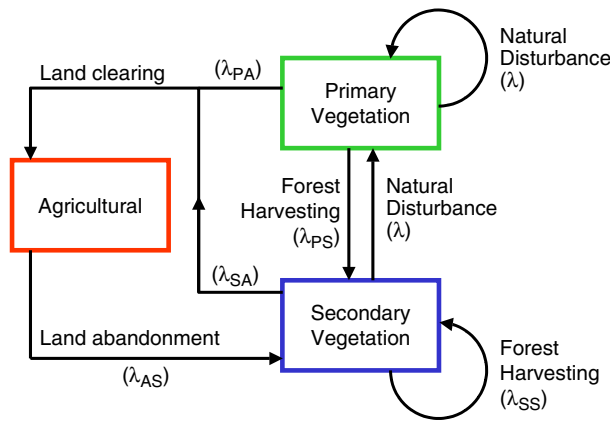 Land clearing
(λPA)
Primary
Vegetation
Natural
Disturbance
(λ)
Agricultural
Forest
Harvesting
(λPS)
Natural
Disturbance
(λ)
(λSA)
Land abandonment
(λAS)
Secondary
Vegetation
Forest
Harvesting
(λSS)